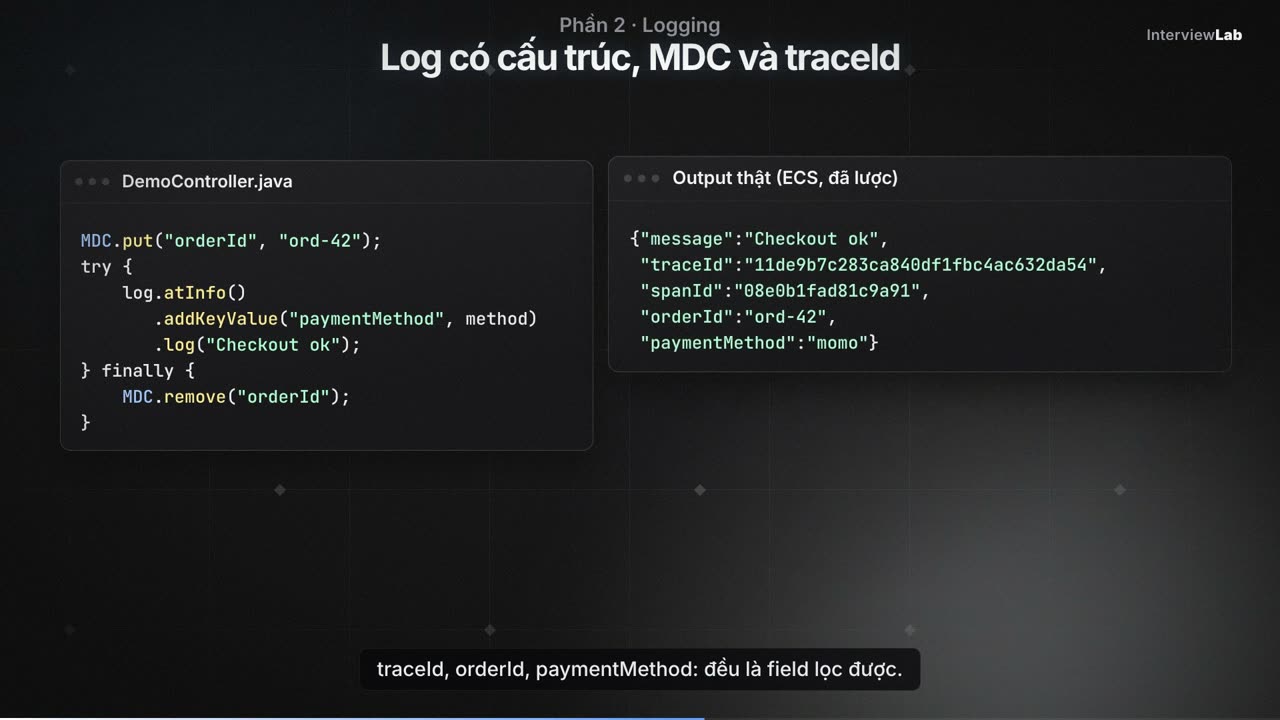 Phần 2 · Logging
Log có cấu trúc, MDC và traceId
InterviewLab
DemoController.java
MDC.put("orderId", "ord-42");
try {
    log.atInfo()
       .addKeyValue("paymentMethod", method)
       .log("Checkout ok");
} finally {
    MDC.remove("orderId");
}
Output thật (ECS, đã lược)
{"message":"Checkout ok",
 "traceId":"11de9b7c283ca840df1fbc4ac632da54",
 "spanId":"08e0b1fad81c9a91",
 "orderId":"ord-42",
 "paymentMethod":"momo"}
traceId, orderId, paymentMethod: đều là field lọc được.